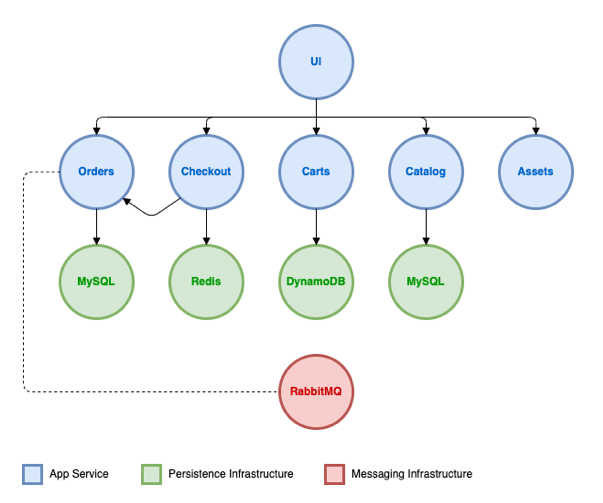 UI
Orders
Checkout
Carts
Catalog
Assets
MySQL
Redis
DynamoDB
MySQL
RabbitMQ
App Service
Persistence Infrastructure
Messaging Infrastructure